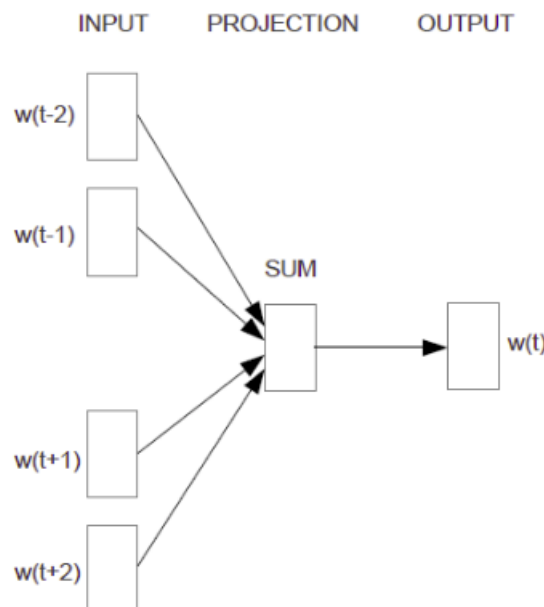 INPUT PROJECTION OUTPUT
w(t-2)
w(t-1)
SUM
w(t)
w(t+1)
w(t+2)